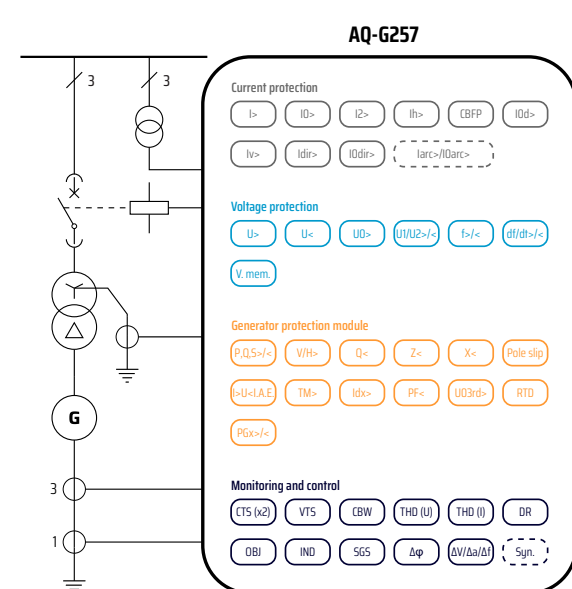 AQ-G257
3
3
Current protection
I>
I0>
I2>
Ih>
CBFP
I0d>
Iv>
Idir>
I0dir>
Iarc>/I0arc>
Voltage protection
U>
U<
U0>
U1/U2>/<
f>/<
df/dt>/<
V. mem.
Generator protection module
P,Q,S>/<
V/H>
Q<
Z<
X<
Pole slip
I>U<I.A.E.
TM>
Idx>
PF<
U03rd>
RTD
PGx>/<
G
Monitoring and control
3
CTS (x2)
VTS
CBW
THD (U)
THD (I)
DR
1
OBJ
IND
SGS
Δφ
ΔV/Δa/Δf
Syn.